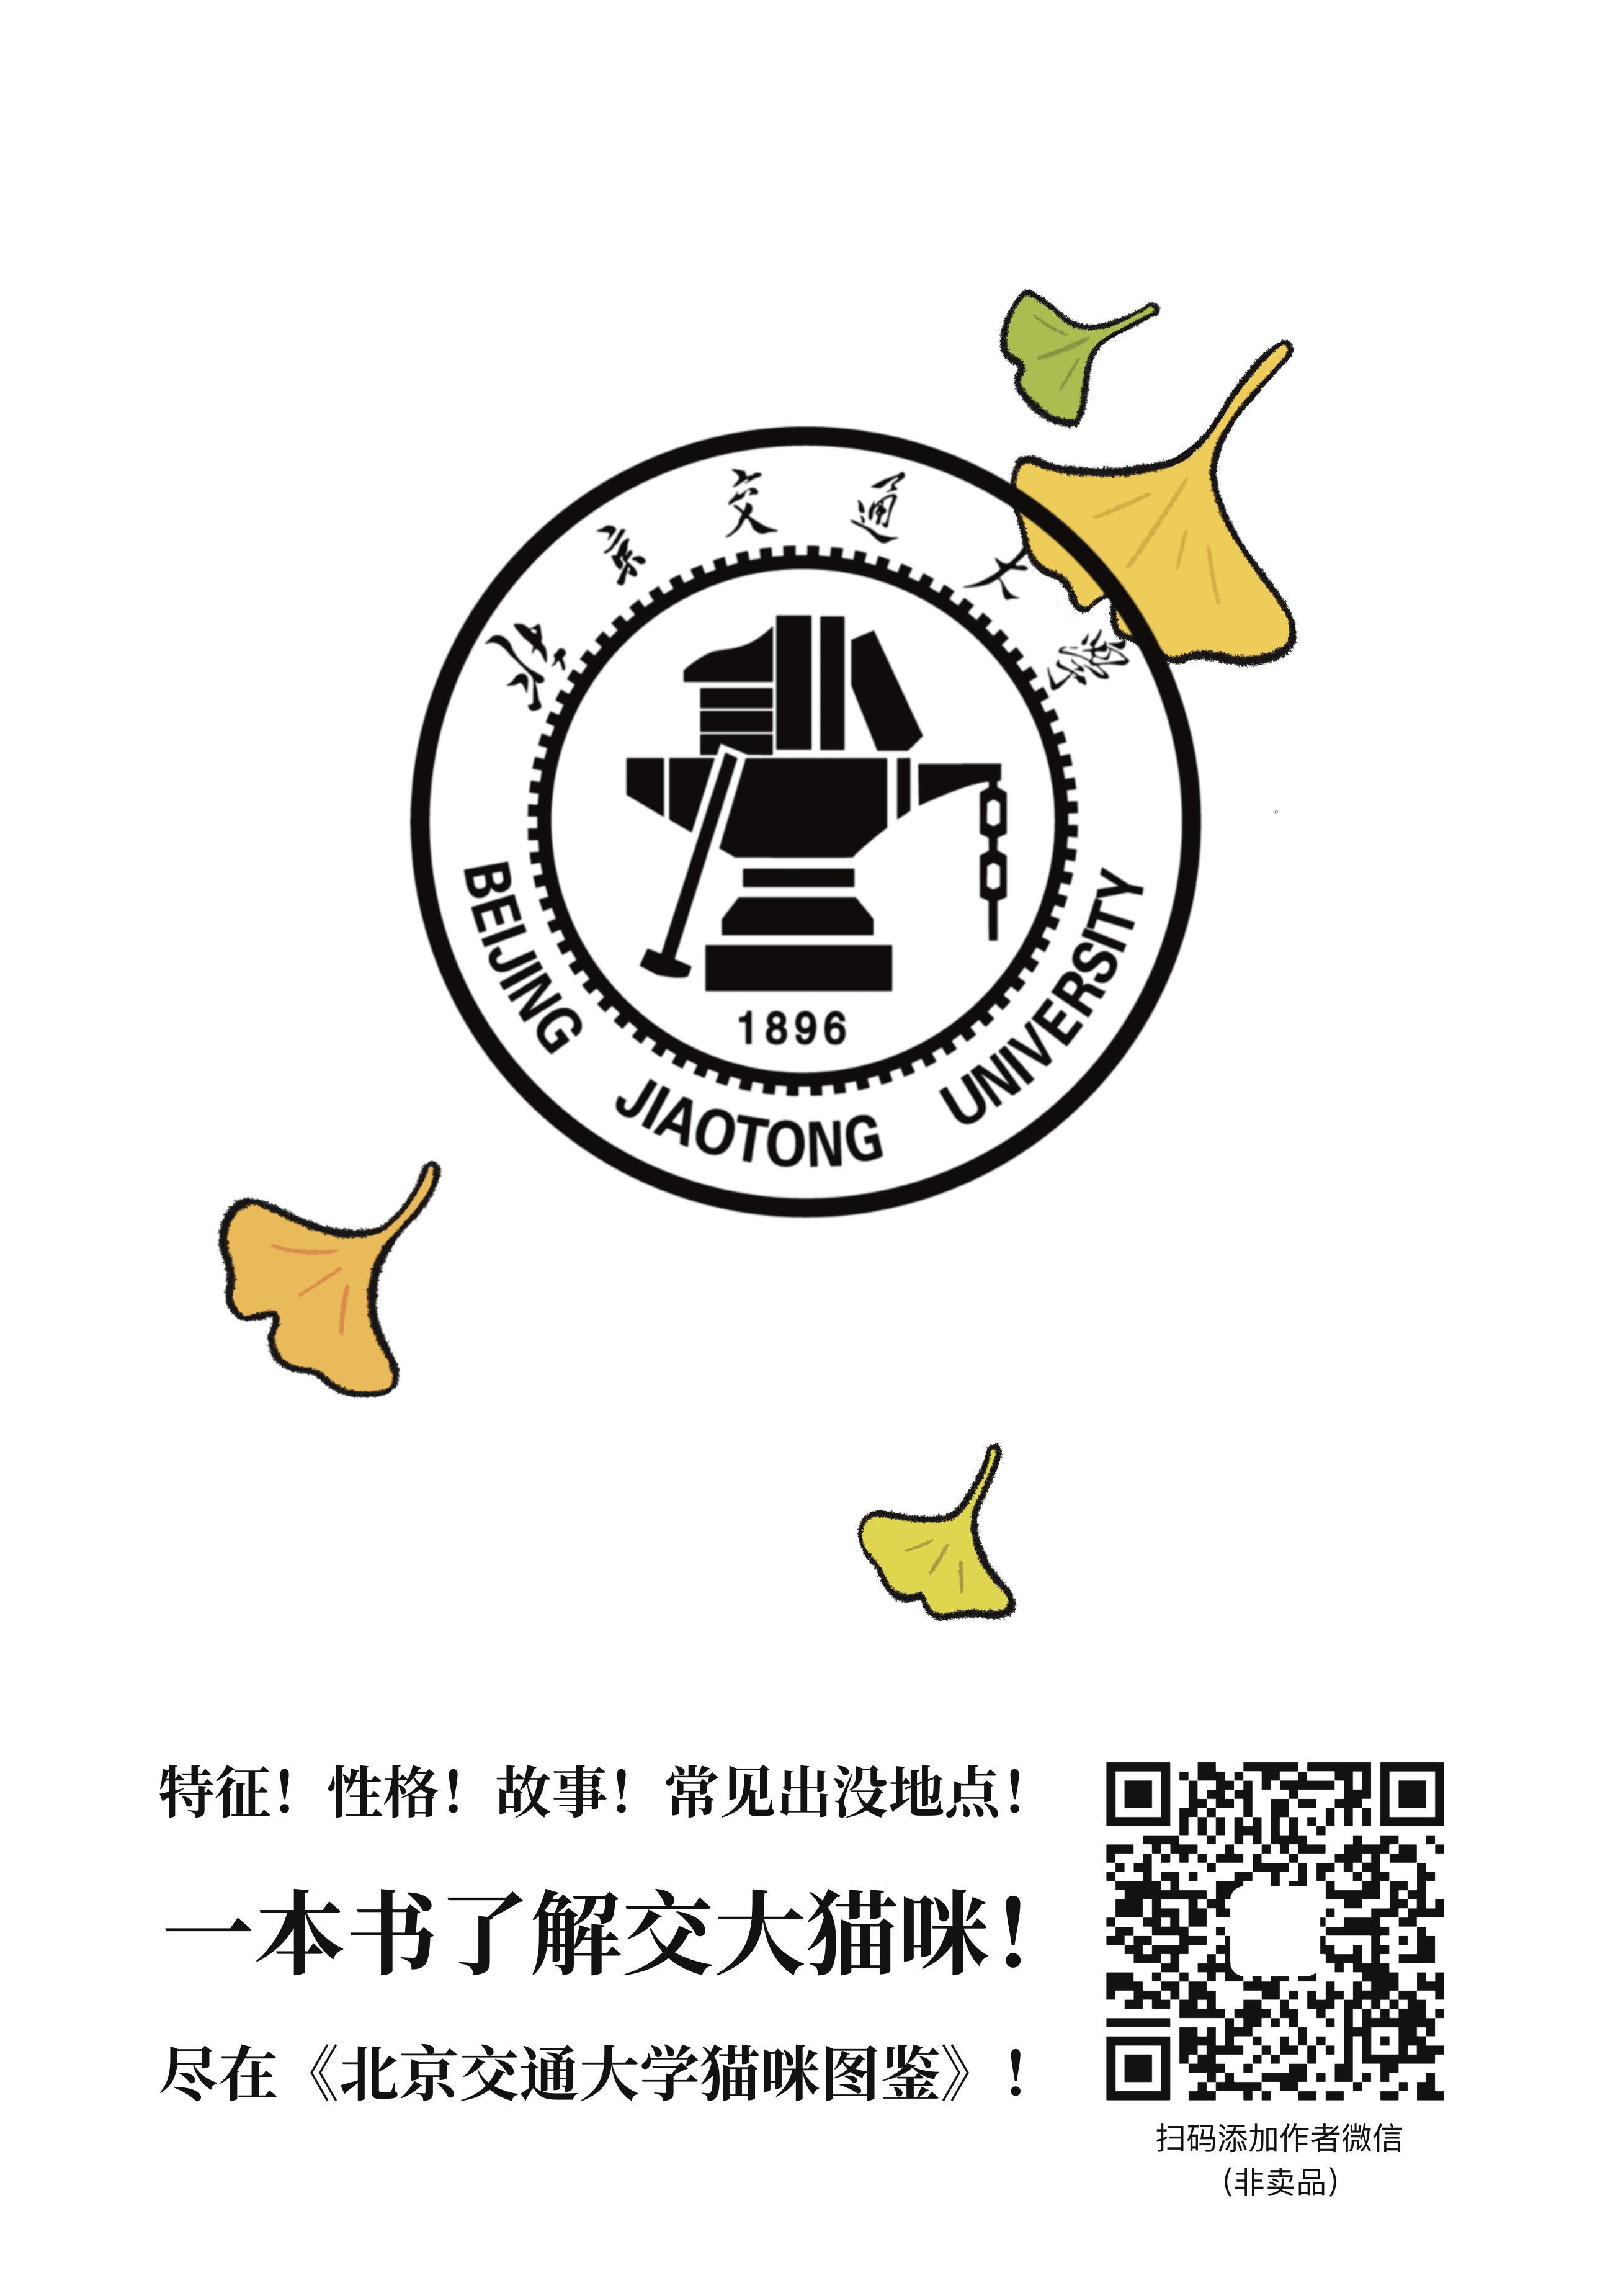 北京交通大學
1896
BEIJING JIAOTONG UNIVERSITY
特征！性格！故事！常见出没地点！
一本书了解交大猫咪！
尽在《北京交通大学猫咪图鉴》！
扫码添加作者微信
（非卖品）